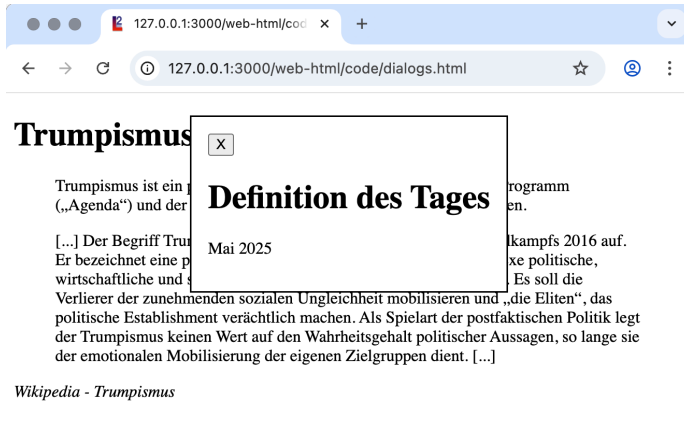 127.0.0.1:3000/web-html/cod
127.0.0.1:3000/web-html/code/dialogs.html
Trumpismus
X
Definition des Tages
Mai 2025
Trumpismus ist ein
rogramm
(„Agenda“) und der
en.
[...] Der Begriff Tru
lkampfs 2016 auf.
Er bezeichnet eine p
xe politische,
wirtschaftliche und s
. Es soll die
Verlierer der zunehmenden sozialen Ungleichheit mobilisieren und „die Eliten“, das
politische Establishment verächtlich machen. Als Spielart der postfaktischen Politik legt
der Trumpismus keinen Wert auf den Wahrheitsgehalt politischer Aussagen, so lange sie
der emotionalen Mobilisierung der eigenen Zielgruppen dient. [...]
Wikipedia - Trumpismus